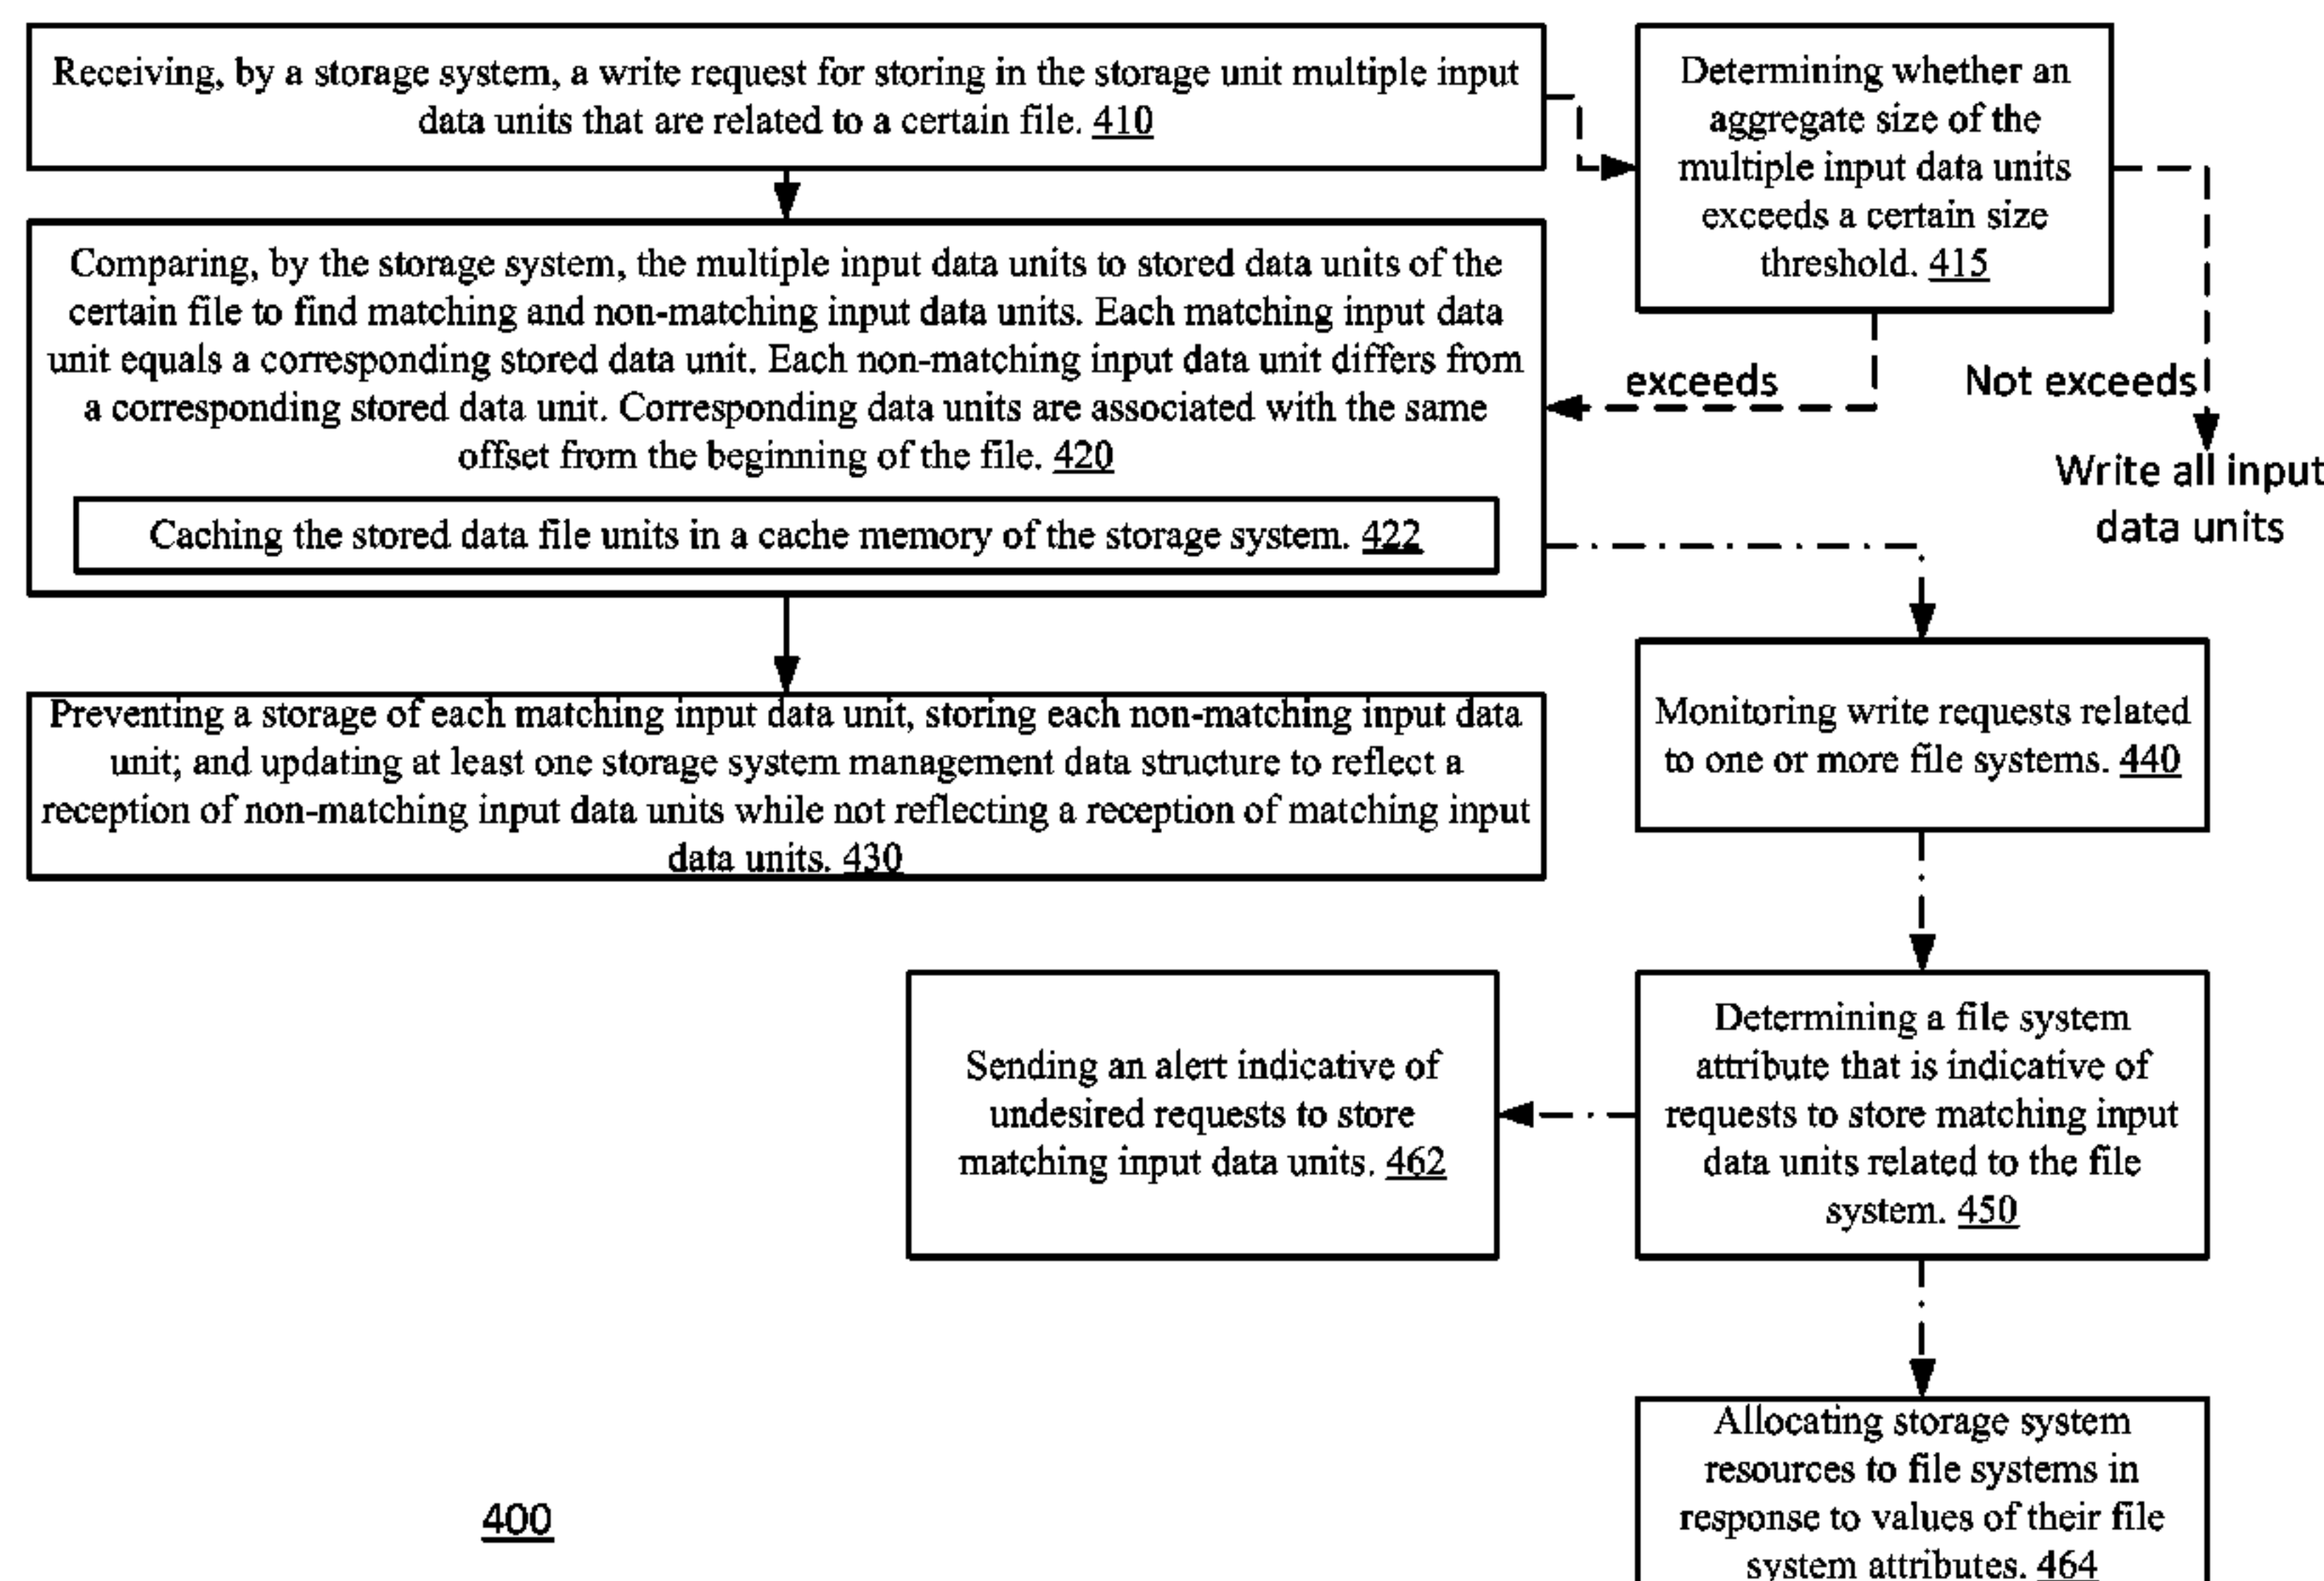 Receiving, by a storage system, a write request for storing in the storage unit multiple input
data units that are related to a certain file. 410
Determining whether an
aggregate size of the
multiple input data units
exceeds a certain size
threshold. 415
Comparing, by the storage system, the multiple input data units to stored data units of the
certain file to find matching and non-matching input data units. Each matching input data
unit equals a corresponding stored data unit. Each non-matching input data unit differs from
a corresponding stored data unit. Corresponding data units are associated with the same
offset from the beginning of the file. 420
Caching the stored data file units in a cache memory of the storage system. 422
exceeds
Not exceeds
Write all input
data units
Preventing a storage of each matching input data unit, storing each non-matching input data
unit; and updating at least one storage system management data structure to reflect a
reception of non-matching input data units while not reflecting a reception of matching input
data units. 430
Monitoring write requests related
to one or more file systems. 440
Sending an alert indicative of
undesired requests to store
matching input data units. 462
Determining a file system
attribute that is indicative of
requests to store matching input
data units related to the file
system. 450
Allocating storage system
resources to file systems in
response to values of their file
system attributes. 464
400